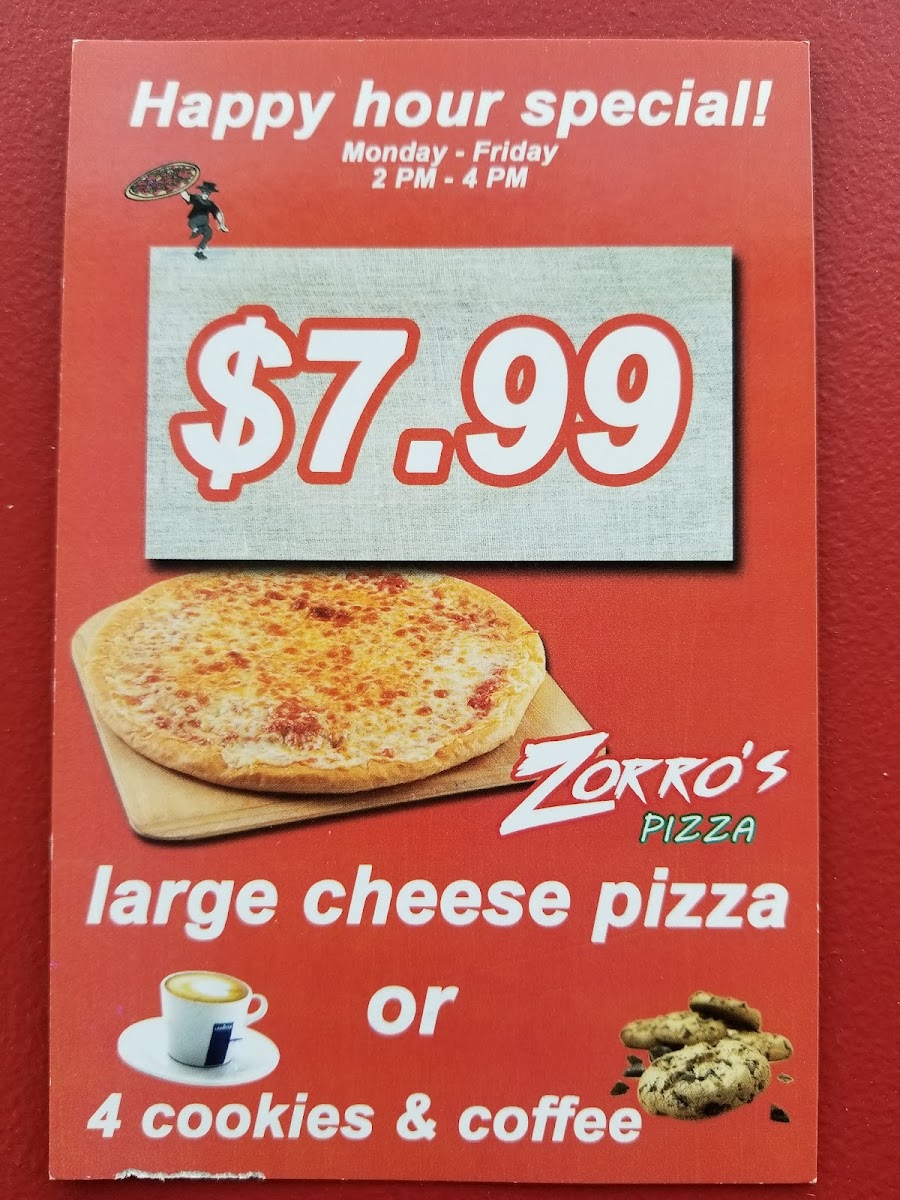 Happy hour special!
Monday - Friday
2 PM - 4 PM
$7.99
ZORRO'S
PIZZA
large cheese pizza
or
4 cookies & coffee